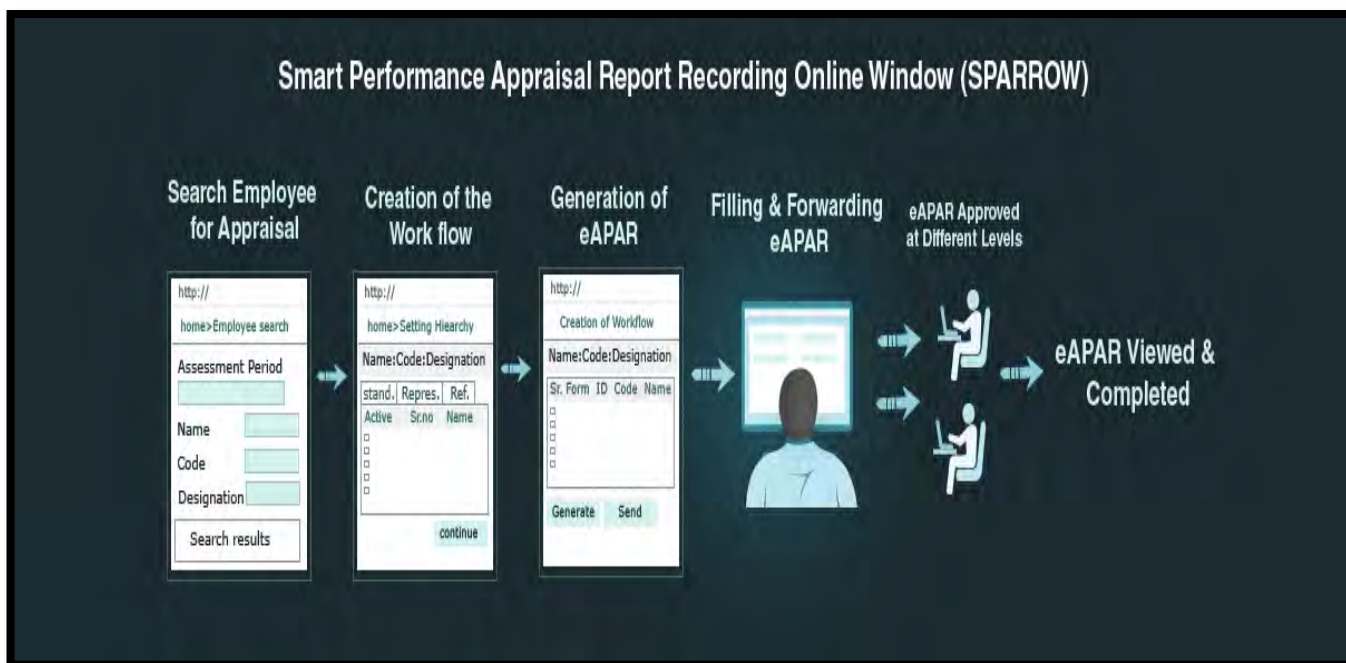 Smart Performance Appraisal Report Recording Online Window (SPARROW)
Search Employee
for Appraisal
http://
home>Employee search
Assessment Period
Name
Code
Designation
Search results
Creation of the
Work flow
http://
home>Setting Hiearchy
Name:Code:Designation
stand. Repres. Ref.
Active Sr.no Name
continue
Generation of
eAPAR
http://
Creation of Workflow
Name:Code:Designation
Sr. Form ID Code Name
Generate Send
Filling & Forwarding
eAPAR
eAPAR Approved
at Different Levels
eAPAR Viewed &
Completed